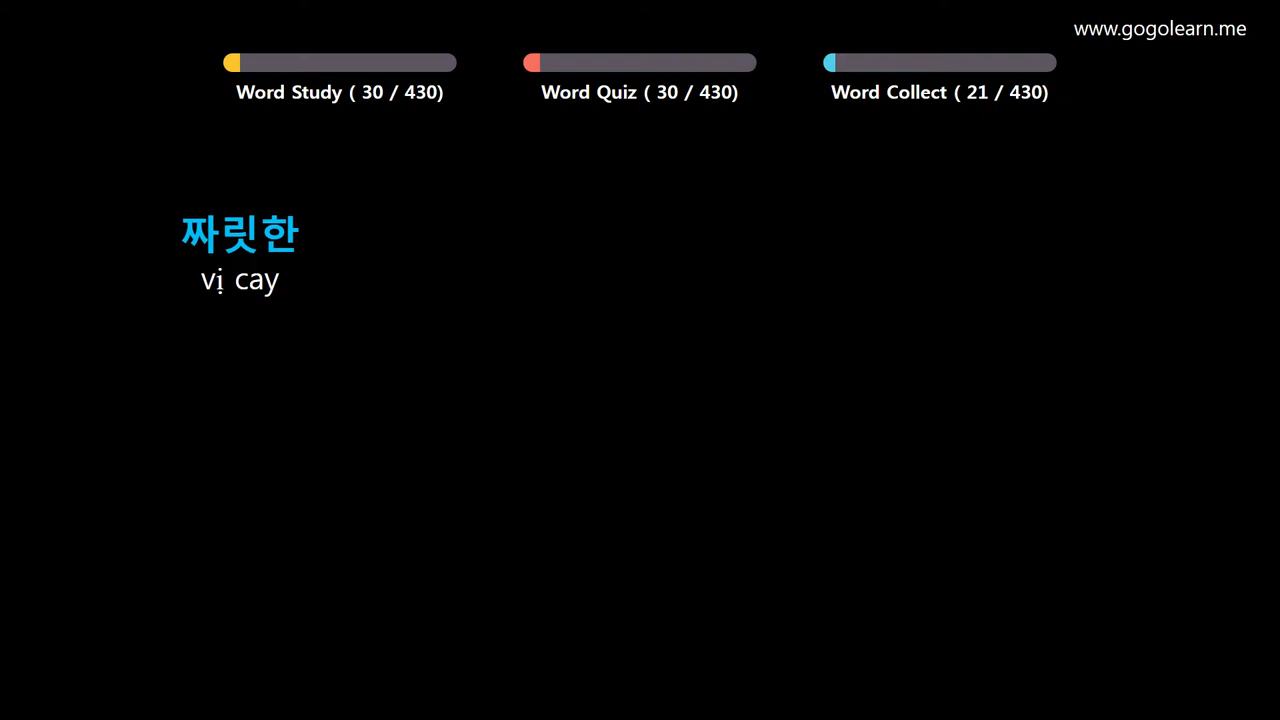 www.gogolearn.me
Word Study ( 30 / 430)
Word Quiz ( 30 / 430)
Word Collect ( 21 / 430)
짜릿한
vị cay